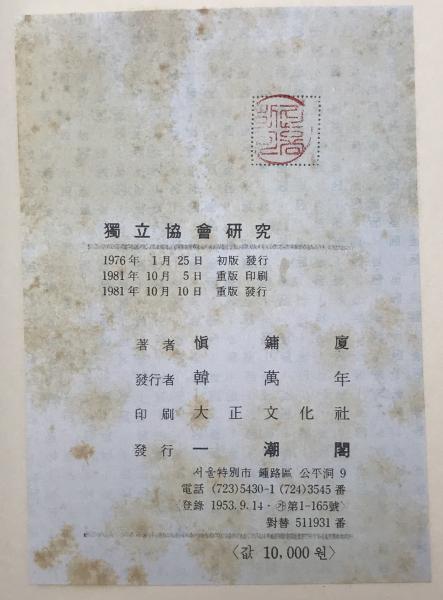 獨立協會硏究
1976年 1月 25日 初版 發行
1981年 10月 5日 重版 印刷
1981年 10月 10日 重版 發行
著者 愼鏞廈
發行者 韓萬年
印刷 大正文化社
發行 一潮閣
서울特別市 鍾路區 公平洞 9
電話 (723)5430-1 (724)3545 番
〈登錄 1953.9.14·㉮第1-165號〉
對替 511931 番
〈값 10,000원〉